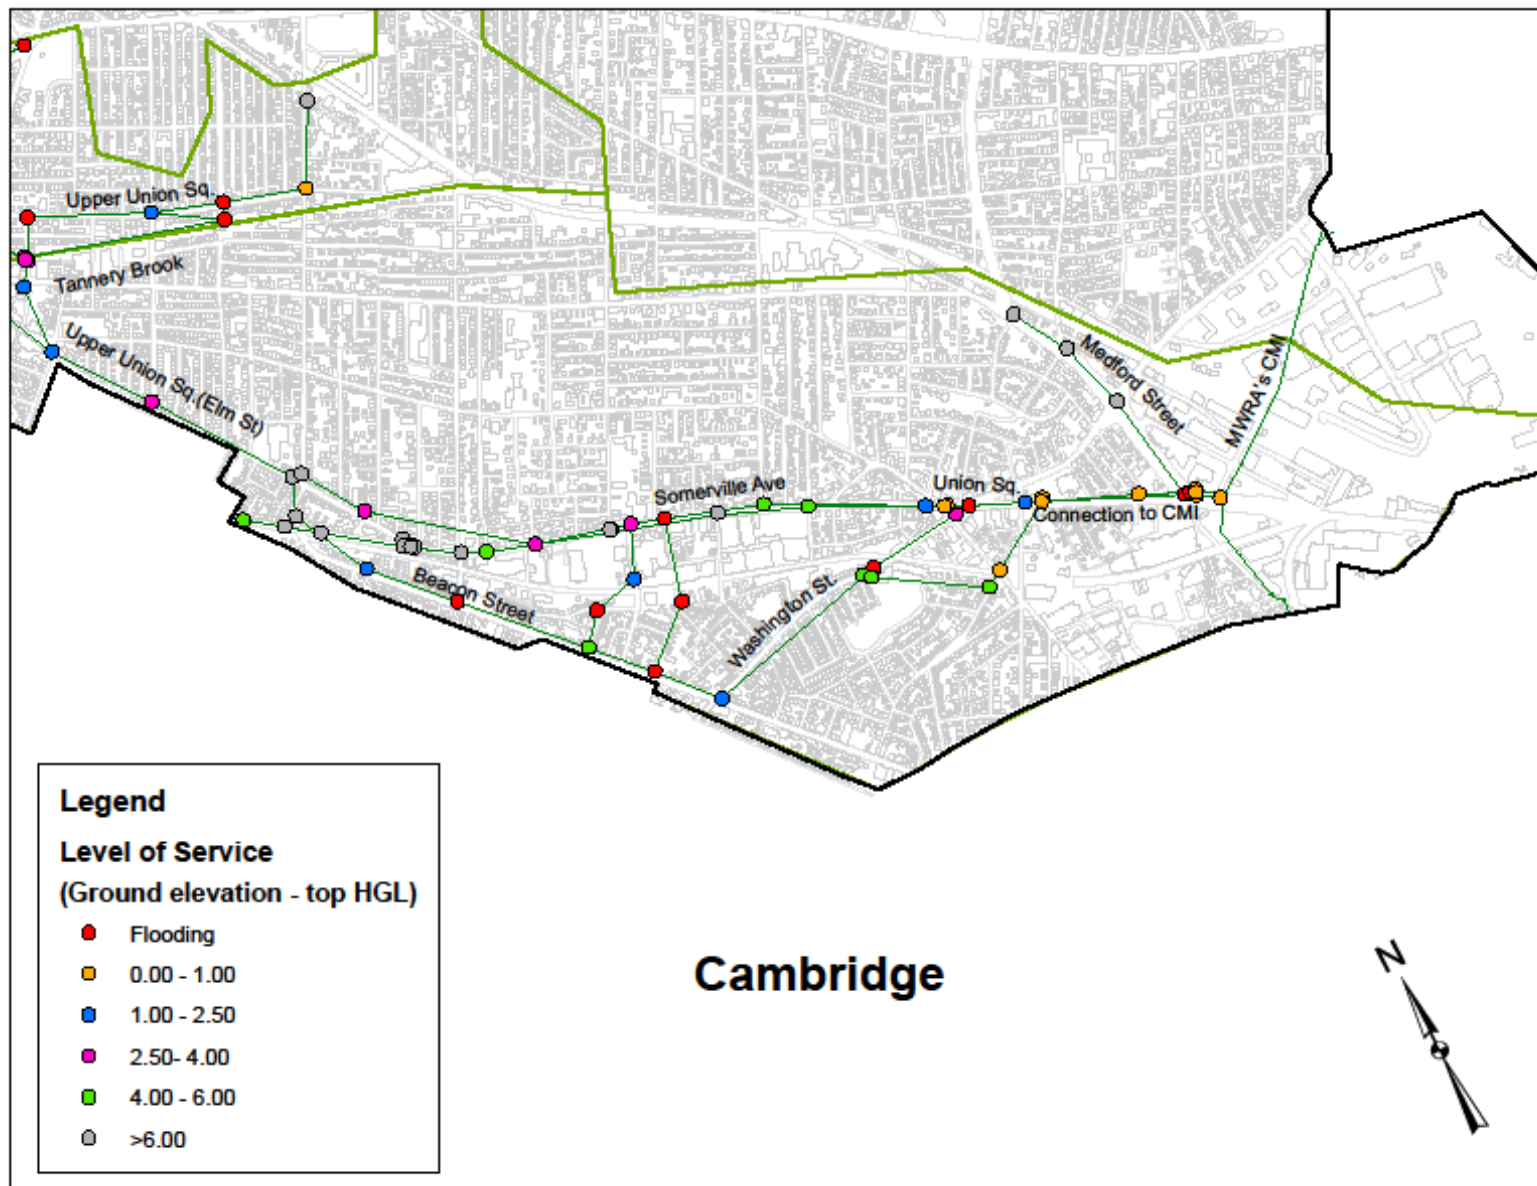 Upper Union Sq.
Tannery Brook
Upper Union Sq.(Elm St)
Medford Street
MWRA's CMI
Somerville Ave
Union Sq.
Connection to CMI
Beacon Street
Washington St.
Legend
Level of Service
(Ground elevation - top HGL)
Flooding
0.00 - 1.00
1.00 - 2.50
2.50- 4.00
4.00 - 6.00
>6.00
Cambridge
N